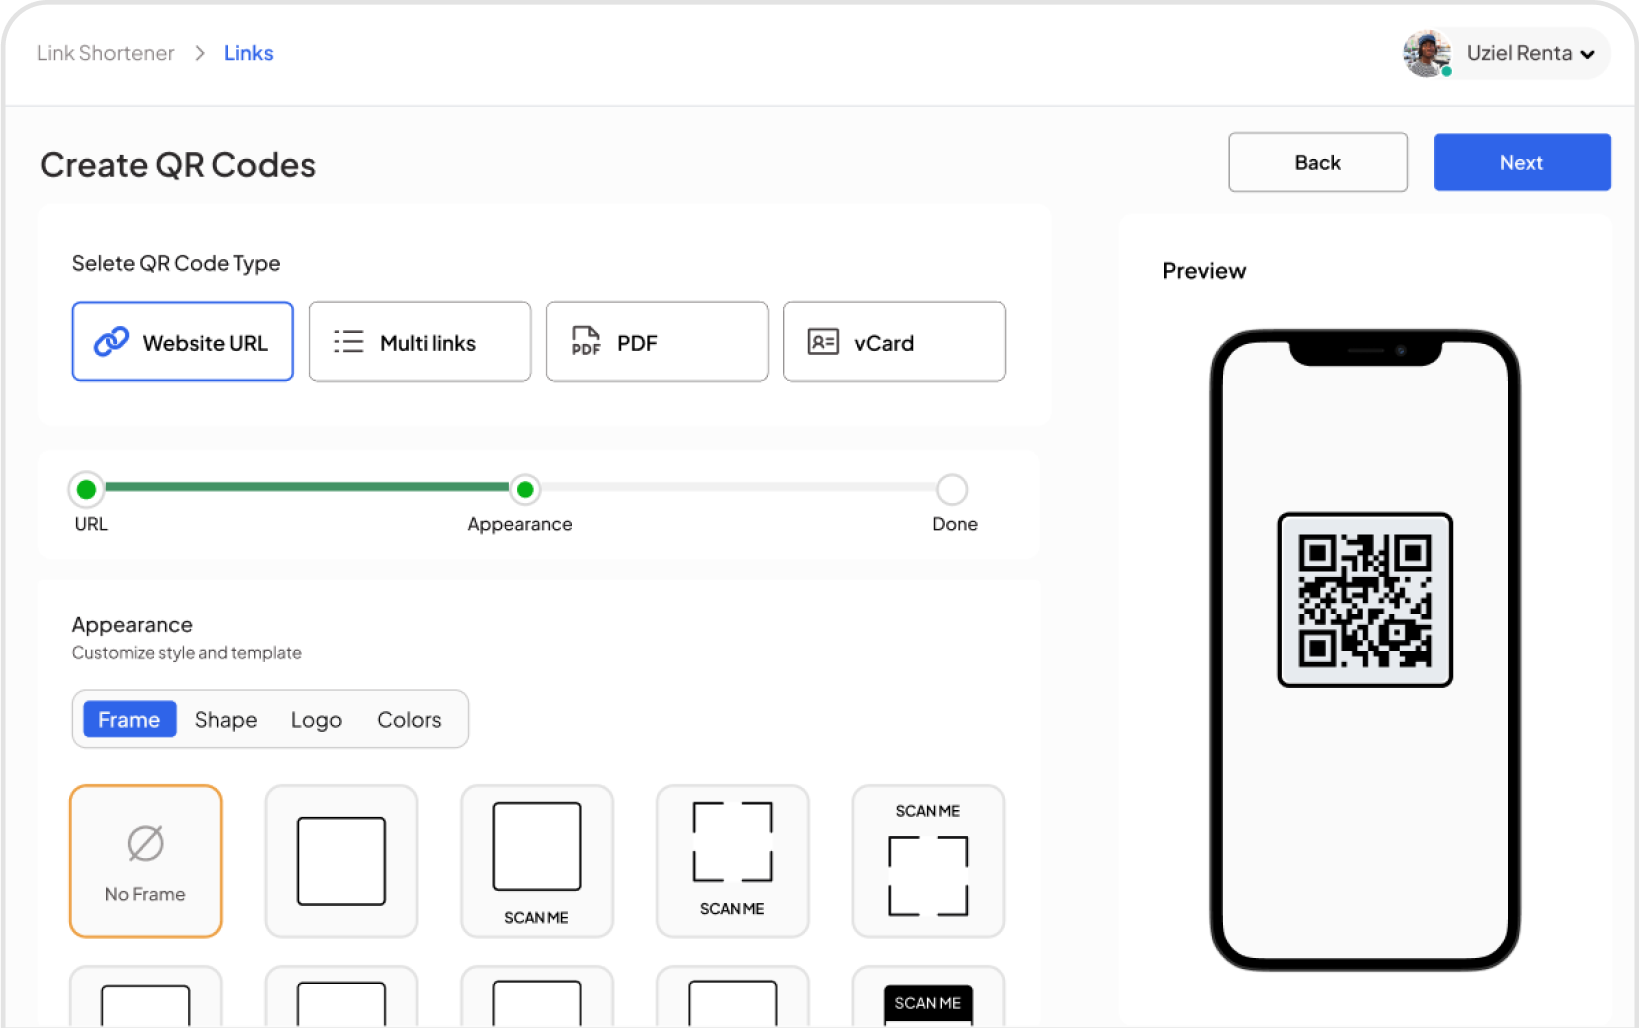 Link Shortener > Links
Uziel Renta
Create QR Codes
Back
Next
Selete QR Code Type
Website URL
Multi links
PDF
PDF
vCard
URL
Appearance
Done
Appearance
Customize style and template
Frame
Shape
Logo
Colors
No Frame
SCAN ME
SCAN ME
SCAN ME
SCAN ME
Preview